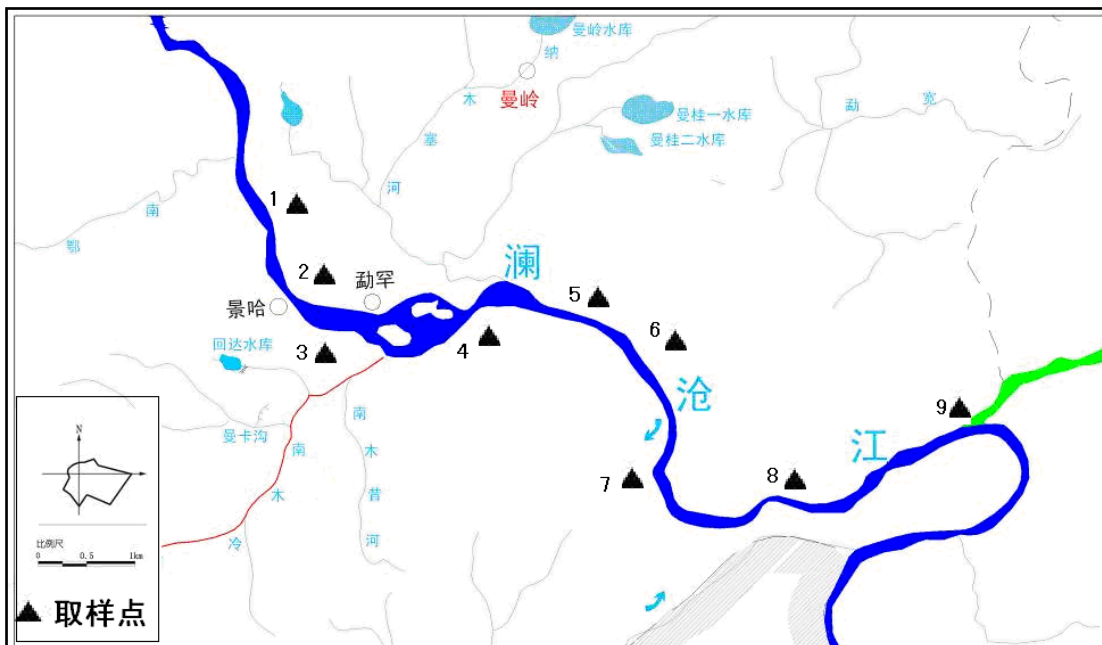 曼岭水库
纳
木
塞
河
曼岭
曼桂一水库
曼桂二水库
勐
宽
南
鄂
1
2
勐罕
景哈
澜
5
6
回达水库
3
4
沧
9
江
曼卡沟
南
木
冷
南
木
昔
河
7
8
N
比例尺
0 0.5 1km
取样点